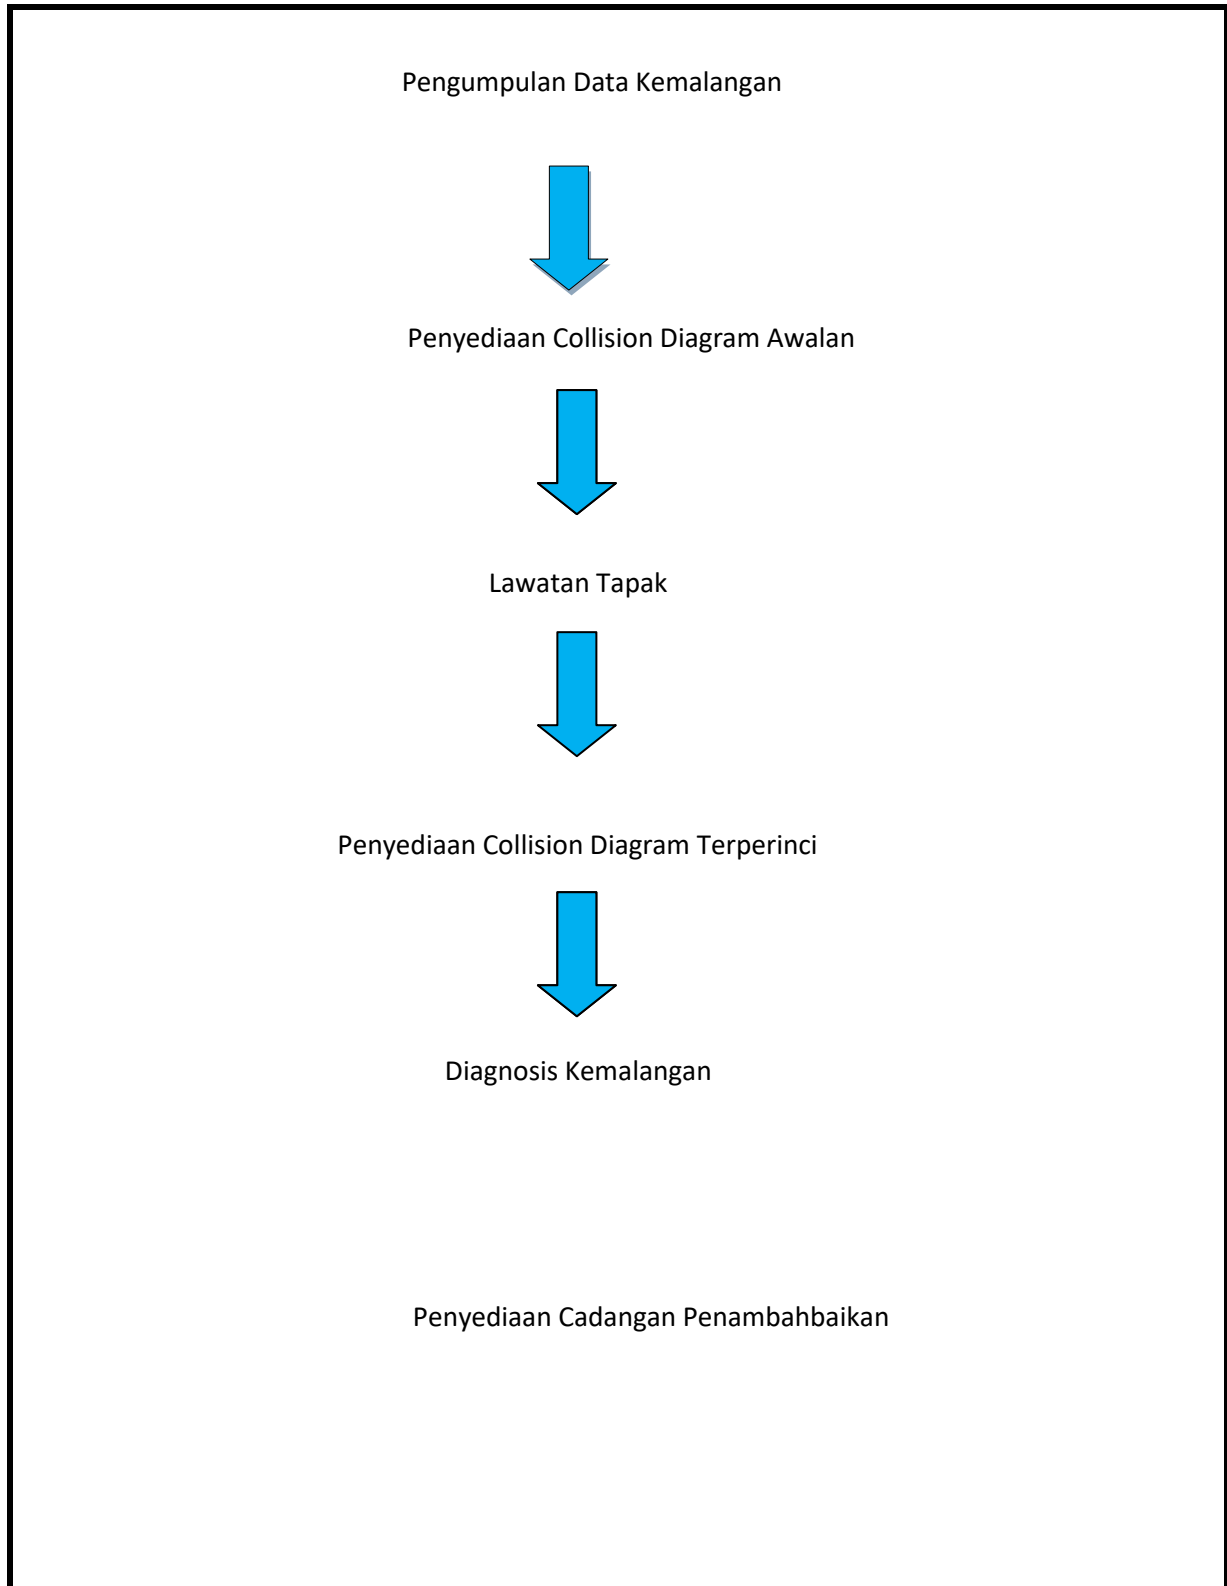 Pengumpulan Data Kemalangan
Penyediaan Collision Diagram Awalan
Lawatan Tapak
Penyediaan Collision Diagram Terperinci
Diagnosis Kemalangan
Penyediaan Cadangan Penambahbaikan